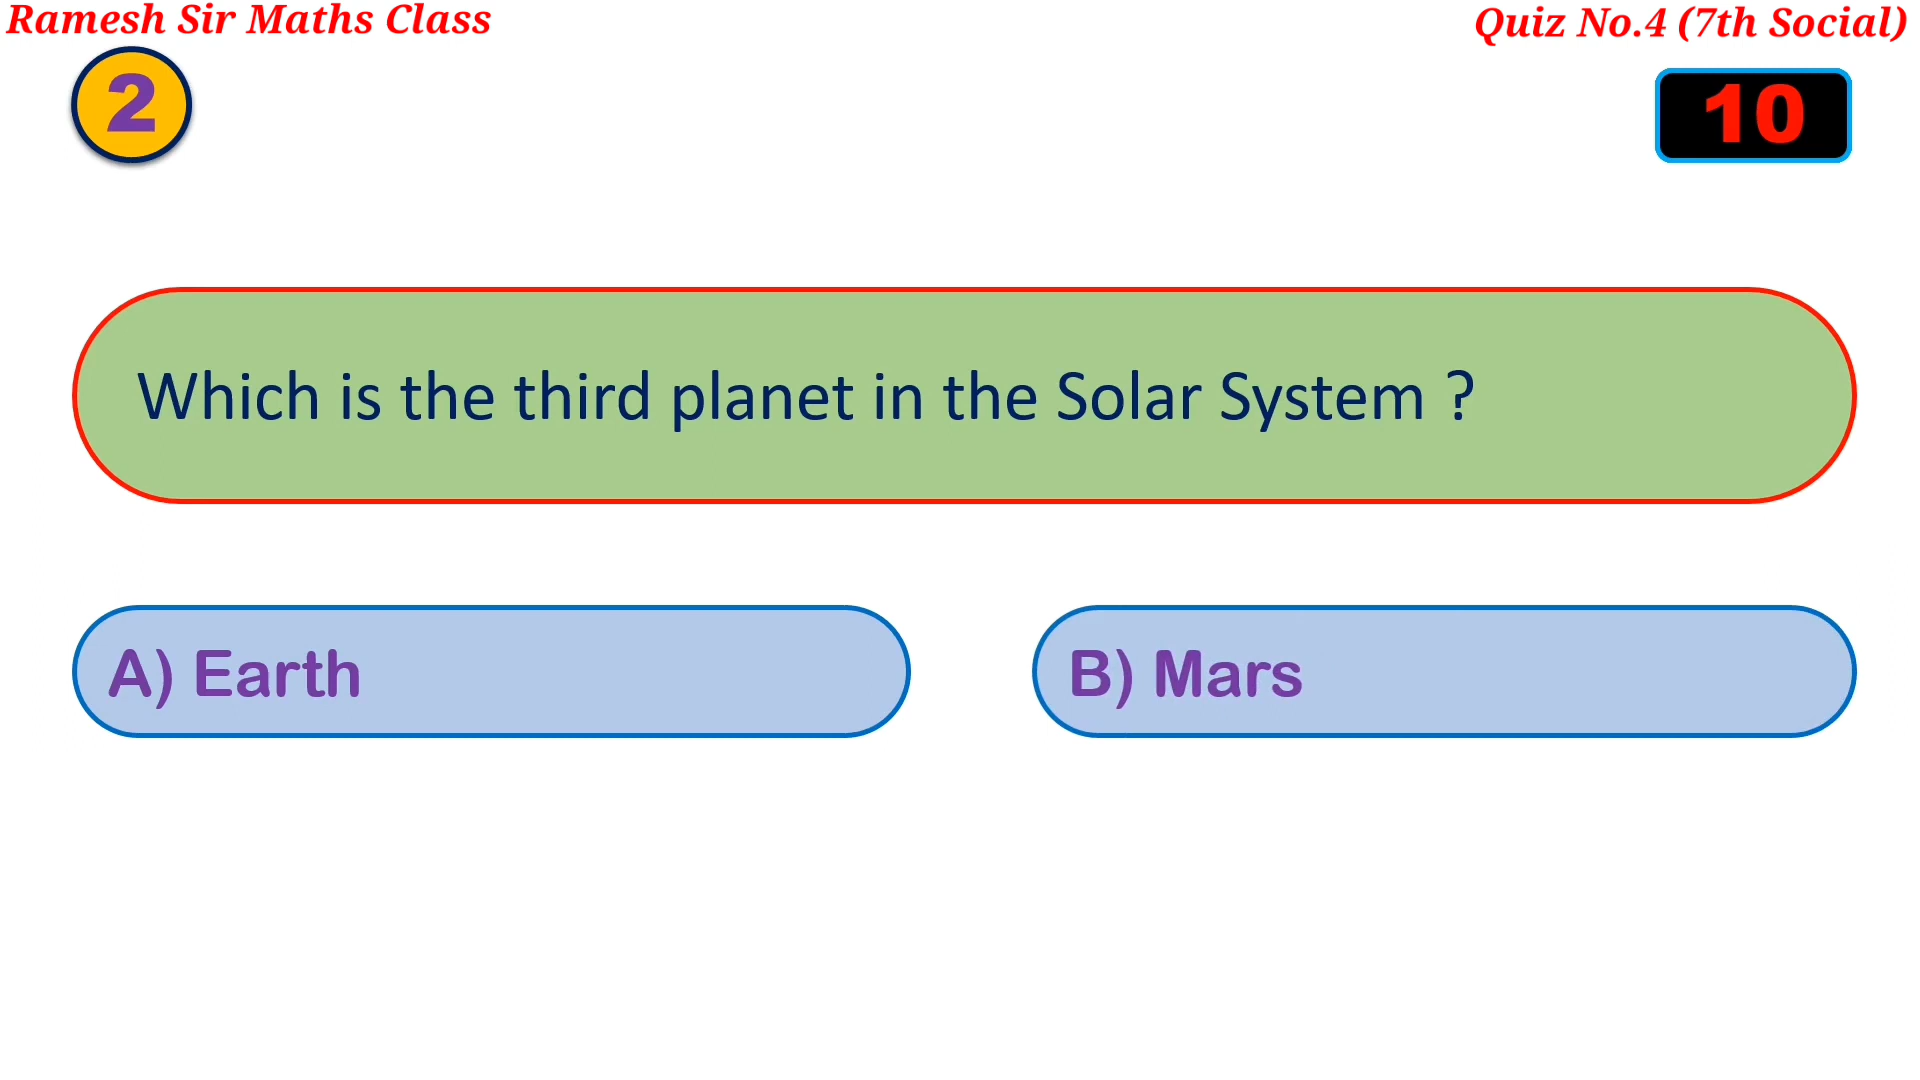 Ramesh Sir Maths Class
Quiz No.4 (7th Social)
2
10
Which is the third planet in the Solar System ?
A) Earth
B) Mars